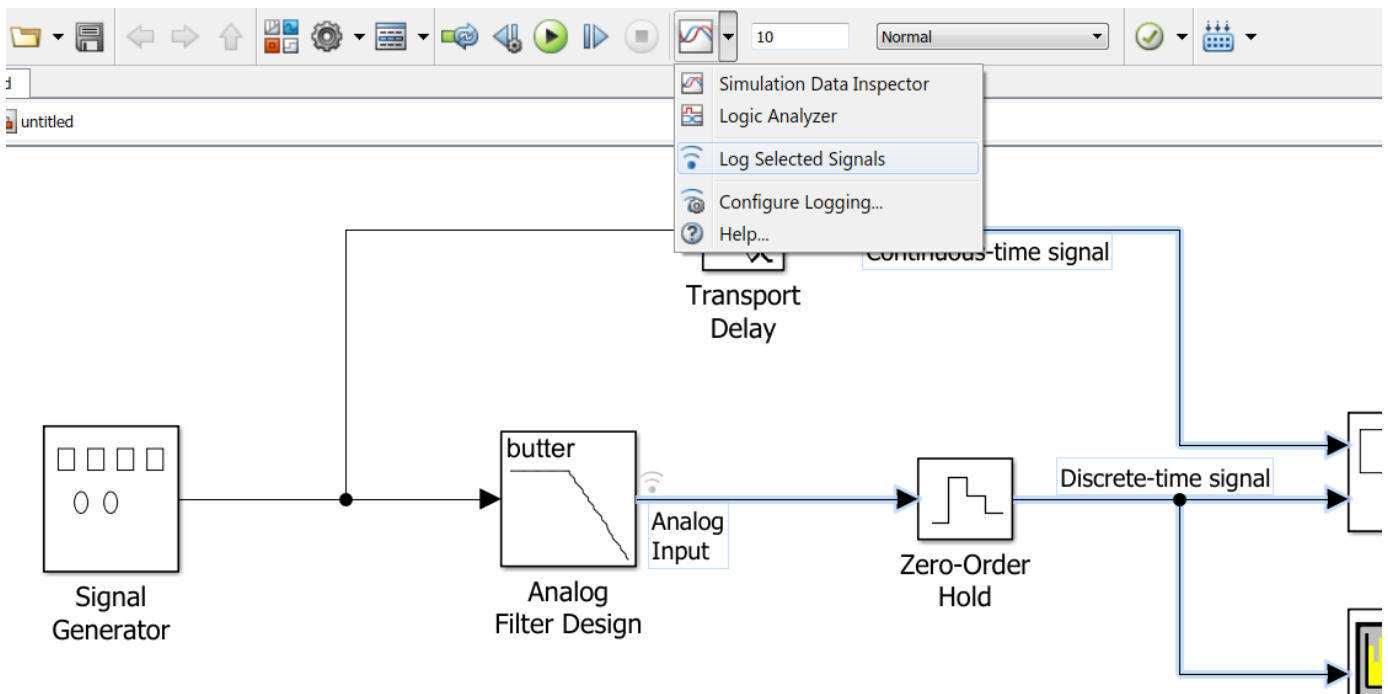 10
Normal
Simulation Data Inspector
Logic Analyzer
untitled
Log Selected Signals
Configure Logging...
Help...
Continuous-time signal
Transport
Delay
butter
Discrete-time signal
Analog
Input
Zero-Order
Hold
Analog
Filter Design
Signal
Generator